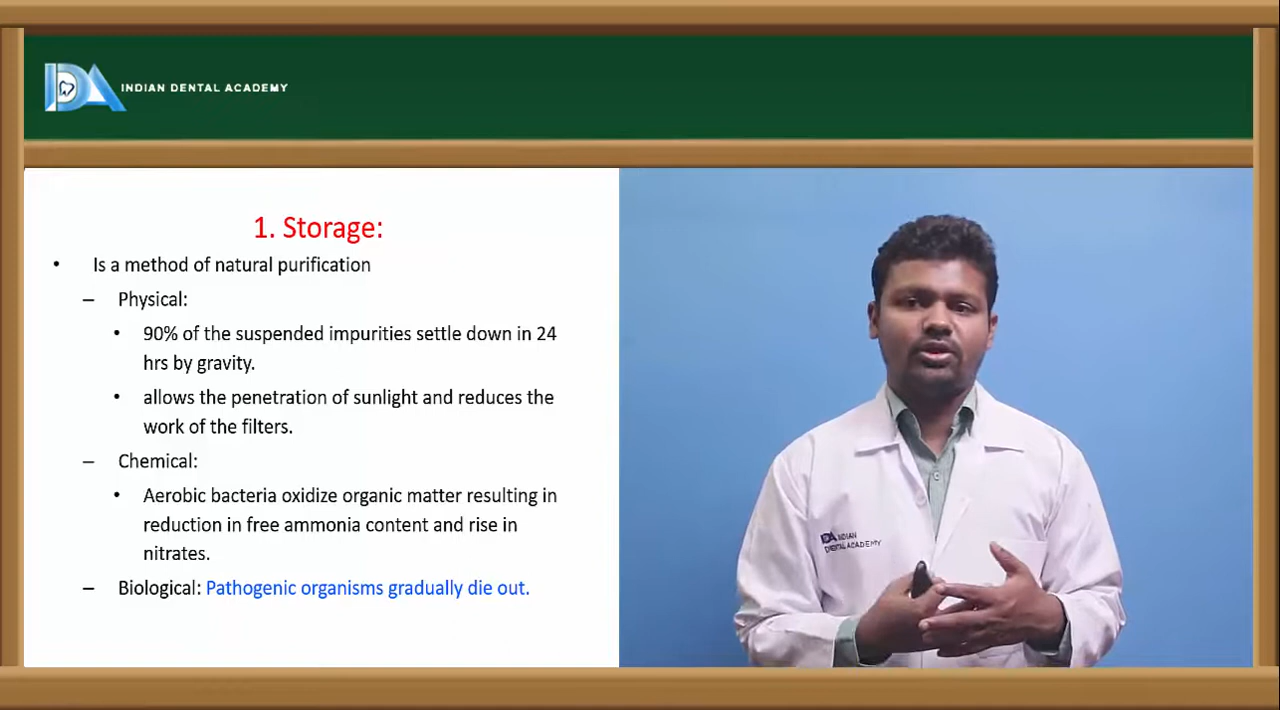 INDIAN DENTAL ACADEMY
1. Storage:
• Is a method of natural purification
– Physical:
• 90% of the suspended impurities settle down in 24
hrs by gravity.
• allows the penetration of sunlight and reduces the
work of the filters.
– Chemical:
• Aerobic bacteria oxidize organic matter resulting in
reduction in free ammonia content and rise in
nitrates.
– Biological: Pathogenic organisms gradually die out.
IDA INDIAN
DENTAL ACADEMY